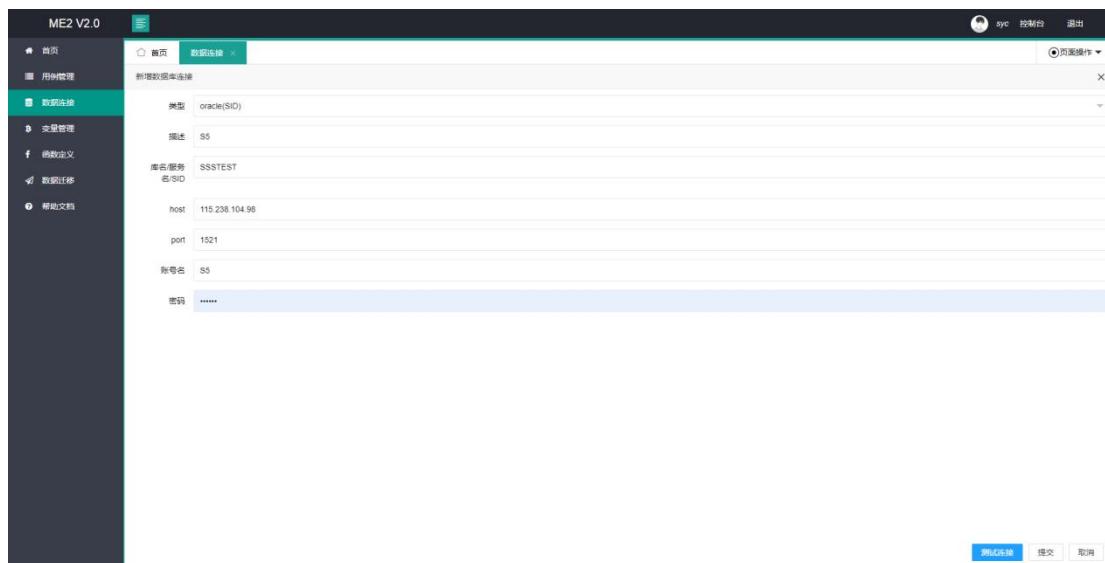 ME2 V2.0
syc 控制台 退出
首页
用例管理
数据连接
变量管理
函数定义
数据迁移
帮助文档
首页 数据连接 ×
页面操作
新增数据库连接 ×
类型 oracle(SID)
描述 S5
库名/服务名/SID SSSTEST
host 115.238.104.98
port 1521
账号名 S5
密码 ••••••
测试连接 提交 取消